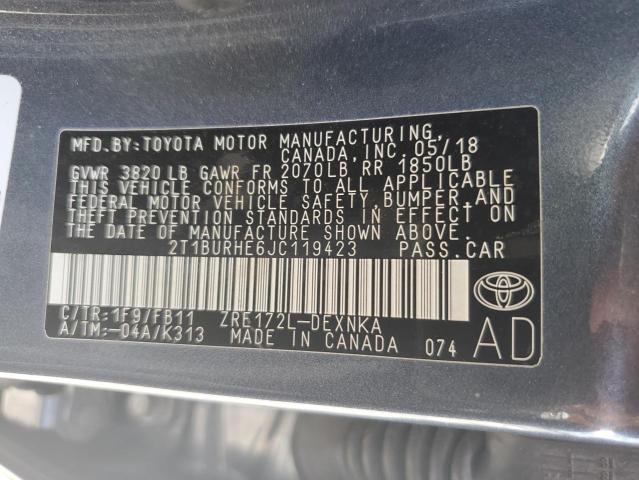 MFD.BY:TOYOTA MOTOR MANUFACTURING,
CANADA,INC. 05/18
GVWR 3820LB GAWR FR 2070LB RR 1850LB
THIS VEHICLE CONFORMS TO ALL APPLICABLE
FEDERAL MOTOR VEHICLE SAFETY,BUMPER,AND
THEFT PREVENTION STANDARDS IN EFFECT ON
THE DATE OF MANUFACTURE SHOWN ABOVE.
2T1BURHE6JC119423 PASS.CAR
C/TR:1F9/FB11 ZRE172L-DEXNKA
A/TM:-04A/K313 MADE IN CANADA 074
AD